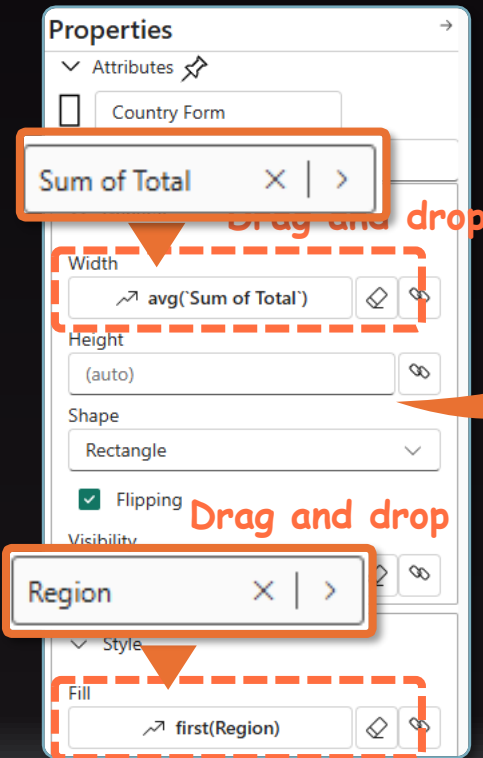 Properties
Attributes
Country Form
Sum of Total
Drag and drop
Width
avg(`Sum of Total`)
Height
(auto)
Shape
Rectangle
Flipping
Drag and drop
Visibility
Region
Style
Fill
first(Region)